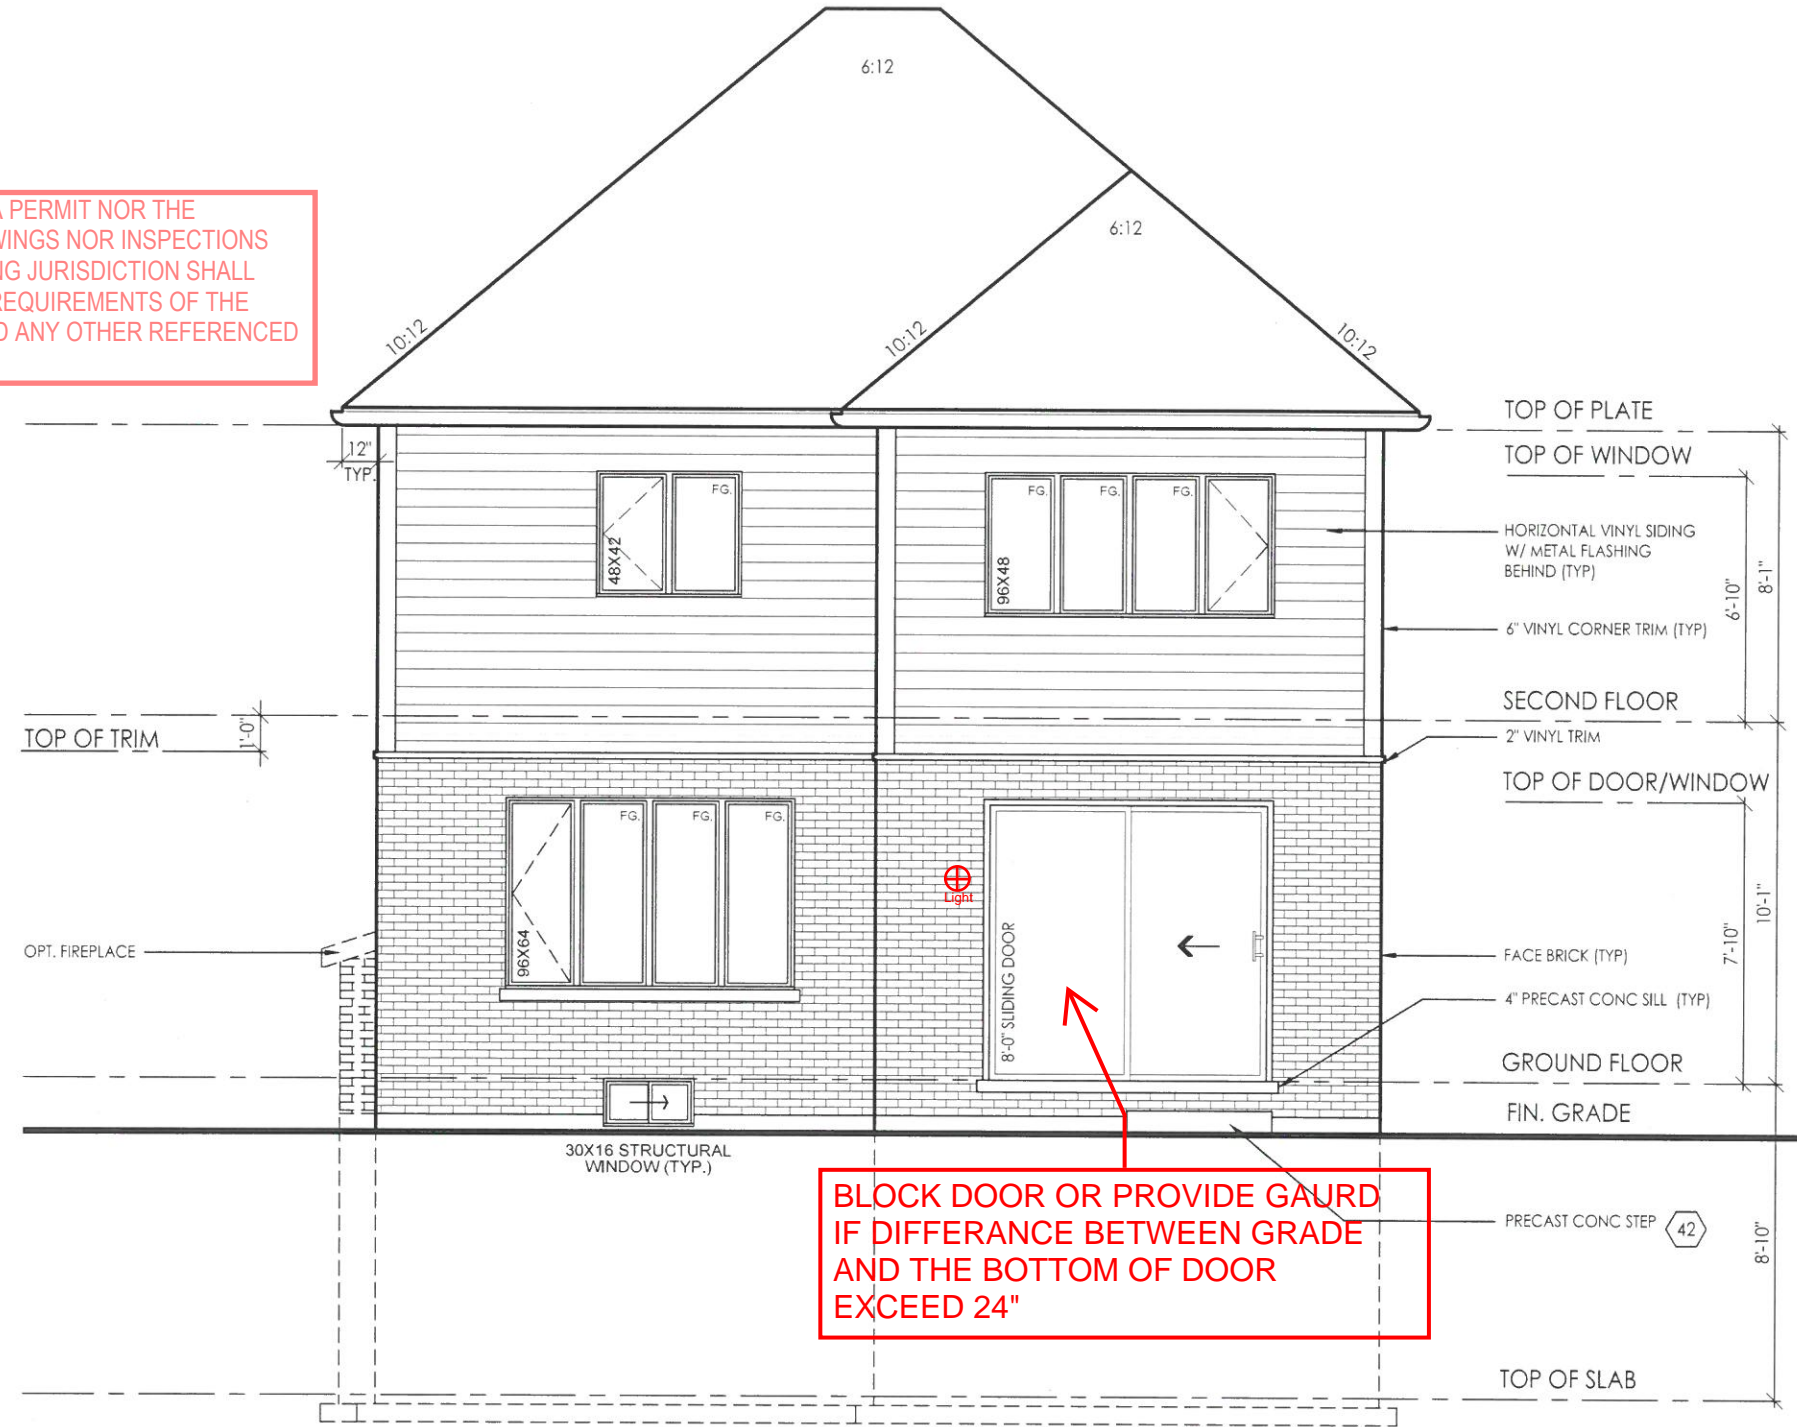 6:12
A PERMIT NOR THE
WINGS NOR INSPECTIONS
NG JURISDICTION SHALL
REQUIREMENTS OF THE
D ANY OTHER REFERENCED
6:12
10:12
10:12
10:12
TOP OF PLATE
12"
TYP.
TOP OF WINDOW
FG.
48X42
FG.
FG.
FG.
96X48
HORIZONTAL VINYL SIDING
W/ METAL FLASHING
BEHIND (TYP)
6'-10"
8'-1"
6" VINYL CORNER TRIM (TYP)
SECOND FLOOR
TOP OF TRIM
1'-0"
2" VINYL TRIM
TOP OF DOOR/WINDOW
FG.
FG.
FG.
96X64
Light
8'-0" SLIDING DOOR
10'-1"
7'-10"
OPT. FIREPLACE
FACE BRICK (TYP)
4" PRECAST CONC SILL (TYP)
GROUND FLOOR
FIN. GRADE
30X16 STRUCTURAL
WINDOW (TYP.)
BLOCK DOOR OR PROVIDE GAURD
IF DIFFERANCE BETWEEN GRADE
AND THE BOTTOM OF DOOR
EXCEED 24"
PRECAST CONC STEP 42
8'-10"
TOP OF SLAB